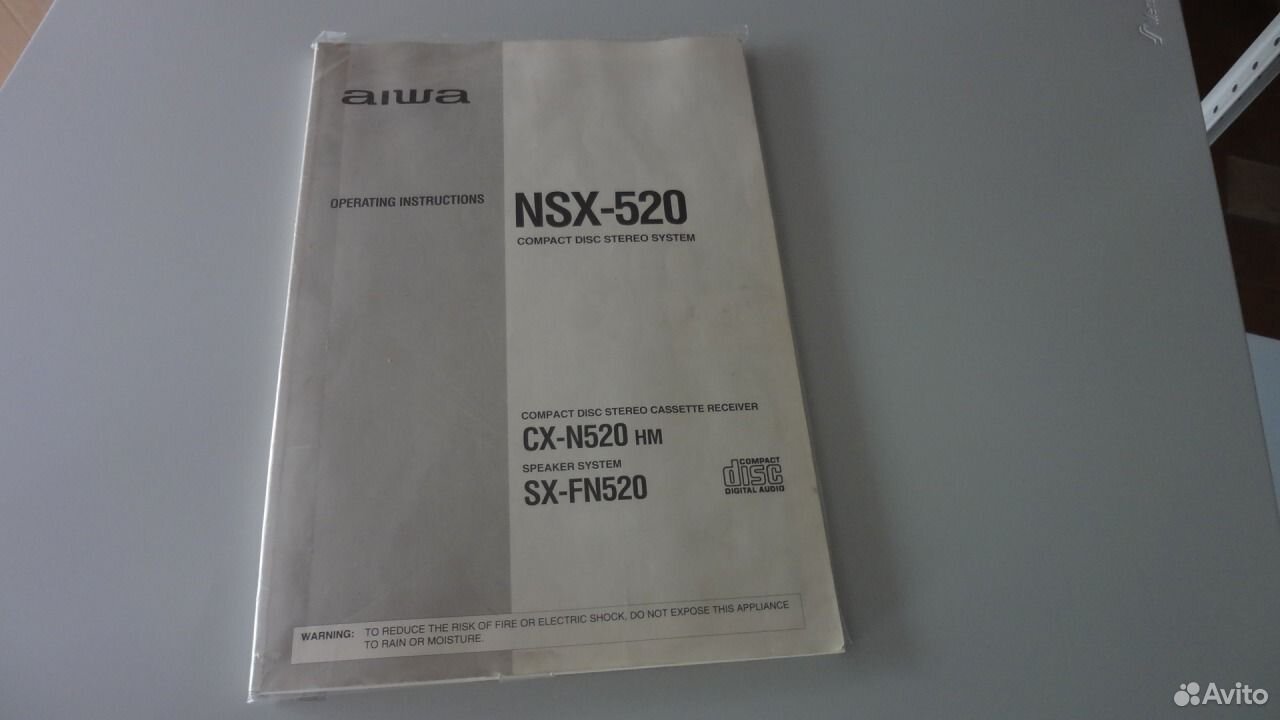 aiwa
OPERATING INSTRUCTIONS
NSX-520
COMPACT DISC STEREO SYSTEM
COMPACT DISC STEREO CASSETTE RECEIVER
CX-N520 HM
SPEAKER SYSTEM
SX-FN520
COMPACT
disc
DIGITAL AUDIO
WARNING: TO REDUCE THE RISK OF FIRE OR ELECTRIC SHOCK, DO NOT EXPOSE THIS APPLIANCE
TO RAIN OR MOISTURE.
Avito